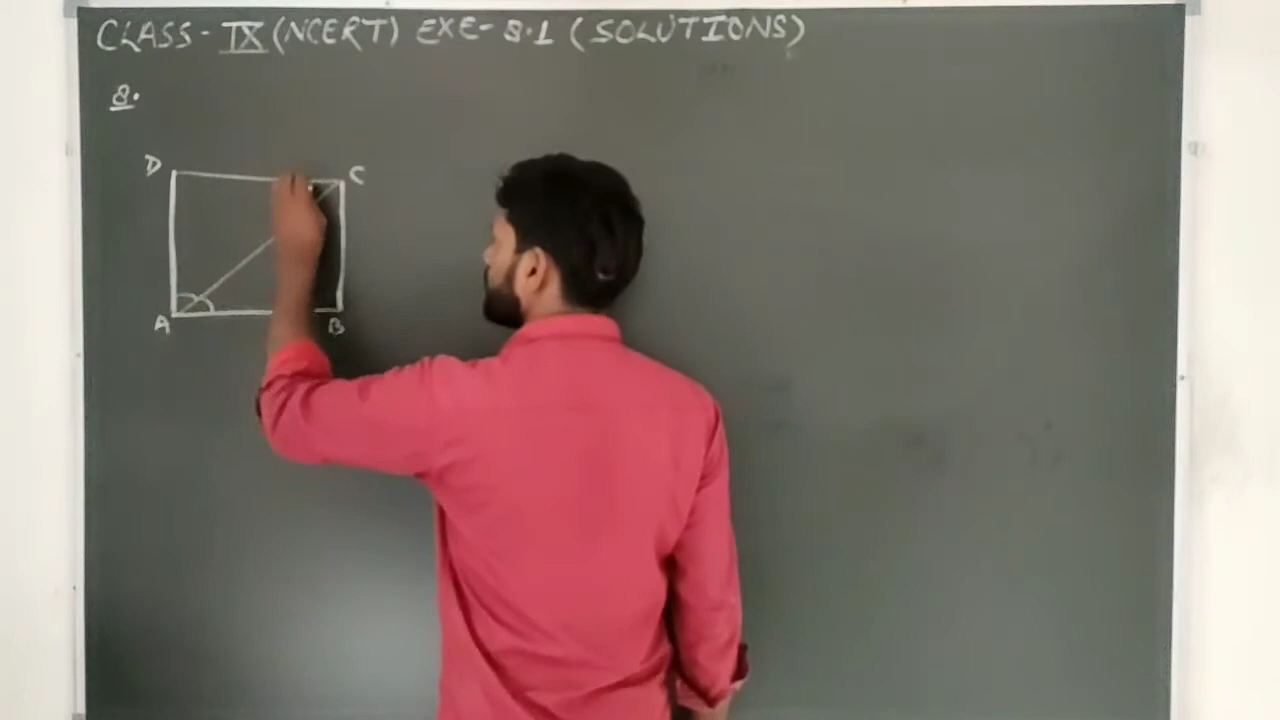 CLASS - IX (NCERT) EXE- 8.1 (SOLUTIONS)
8.
D C
A B